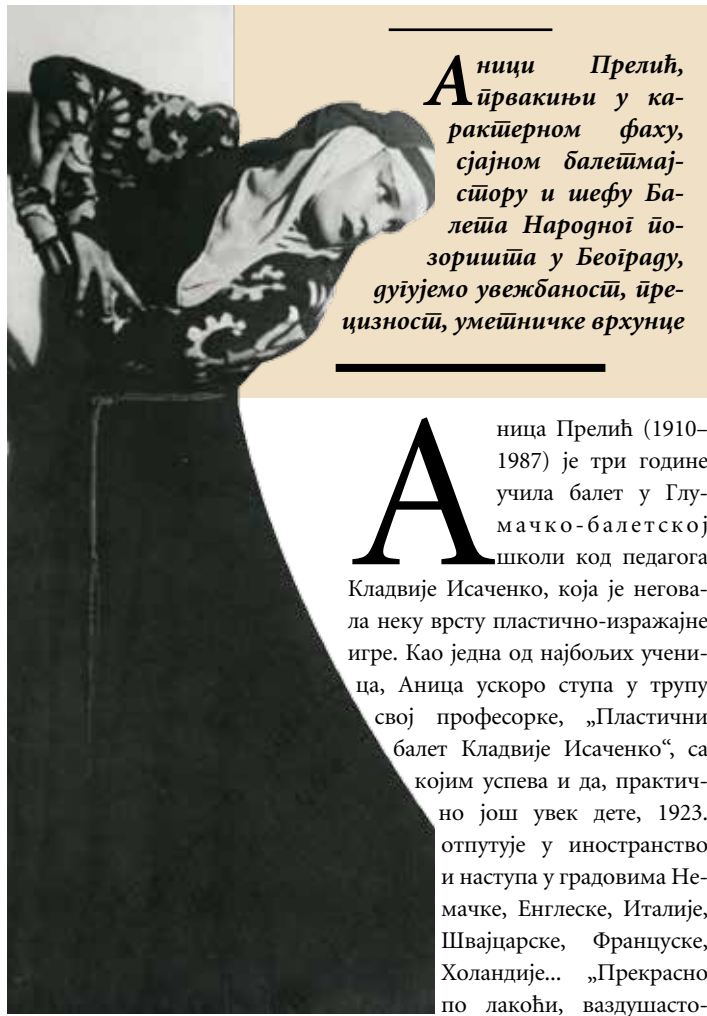 Аници Прелић,
првакињи у ка-
рактерном фаху,
сјајном балетмај-
стору и шефу Ба-
лета Народног по-
зоришта у Београду,
дугујемо увежбаност, пре-
цизност, уметничке врхунце
Аница Прелић (1910–
1987) је три године
учила балет у Глу-
мачко-балетској
школи код педагога
Кладвије Исаченко, која је негова-
ла неку врсту пластично-изражајне
игре. Као једна од најбољих учени-
ца, Аница ускоро ступа у трупу
свој професорке, „Пластични
балет Кладвије Исаченко“, са
којим успева и да, практич-
но још увек дете, 1923.
отпутује у иностранство
и наступа у градовима Не-
мачке, Енглеске, Италије,
Швајцарске, Француске,
Холандије... „Прекрасно
по лакоћи, ваздушасто-